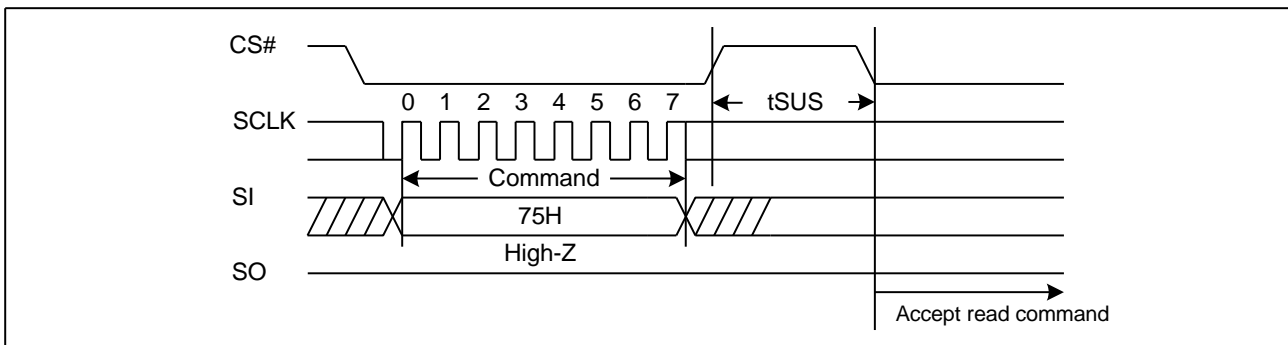 CS#
0 1 2 3 4 5 6 7
tSUS
SCLK
Command
SI
75H
High-Z
SO
Accept read command